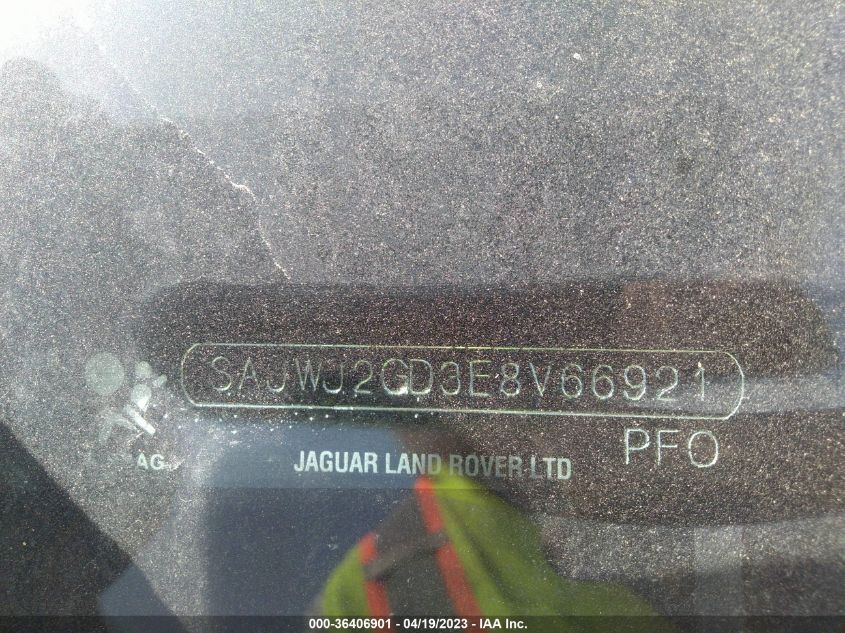 SAJWJ2GD3E8V66921
PFO
AG
JAGUAR LAND ROVER LTD
000-36406901 - 04/19/2023 - IAA Inc.